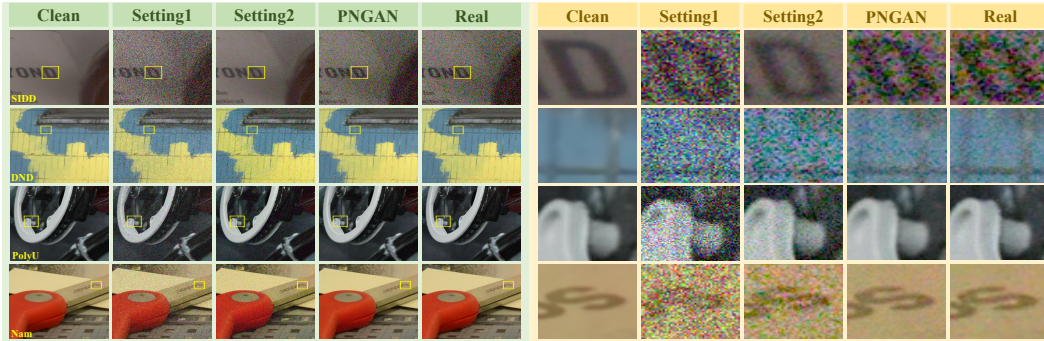 Clean Setting1 Setting2 PNGAN Real Clean Setting1 Setting2 PNGAN Real
SIDD
DND
PolyU
Nam